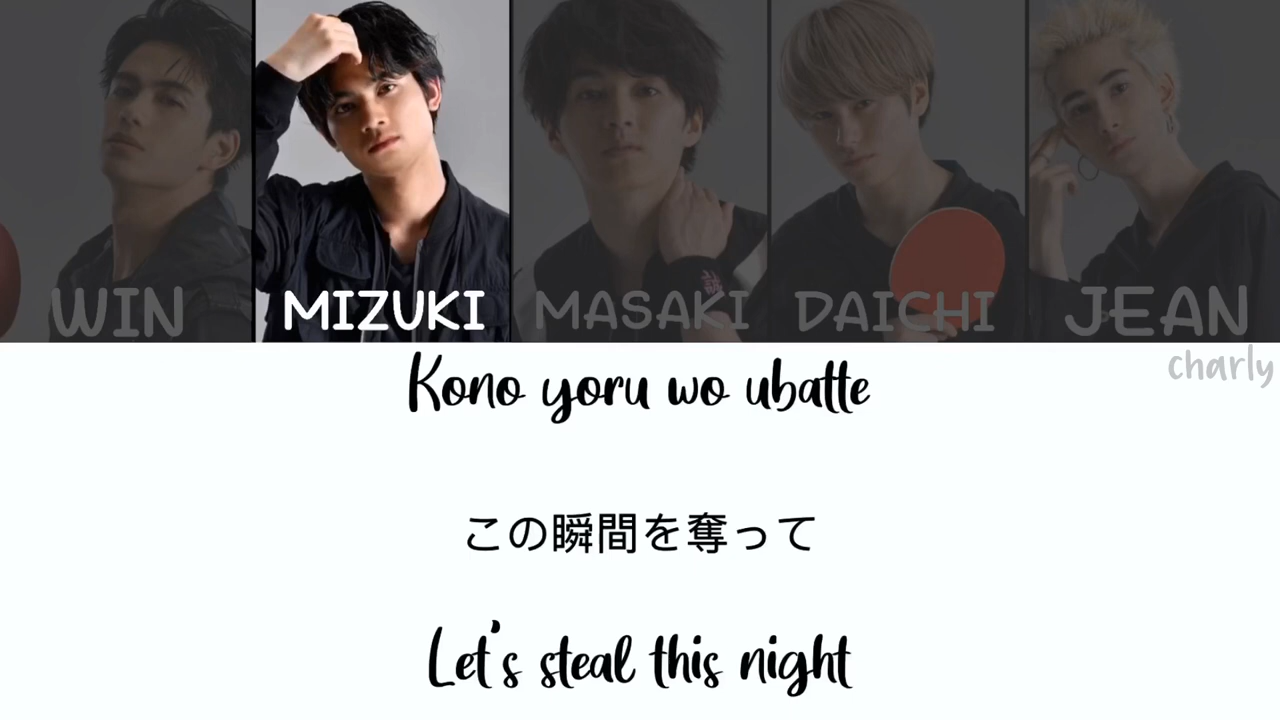 WIN MIZUKI MASAKI DAICHI JEAN
charly
Kono yoru wo ubatte
この瞬間を奪って
Let's steal this night